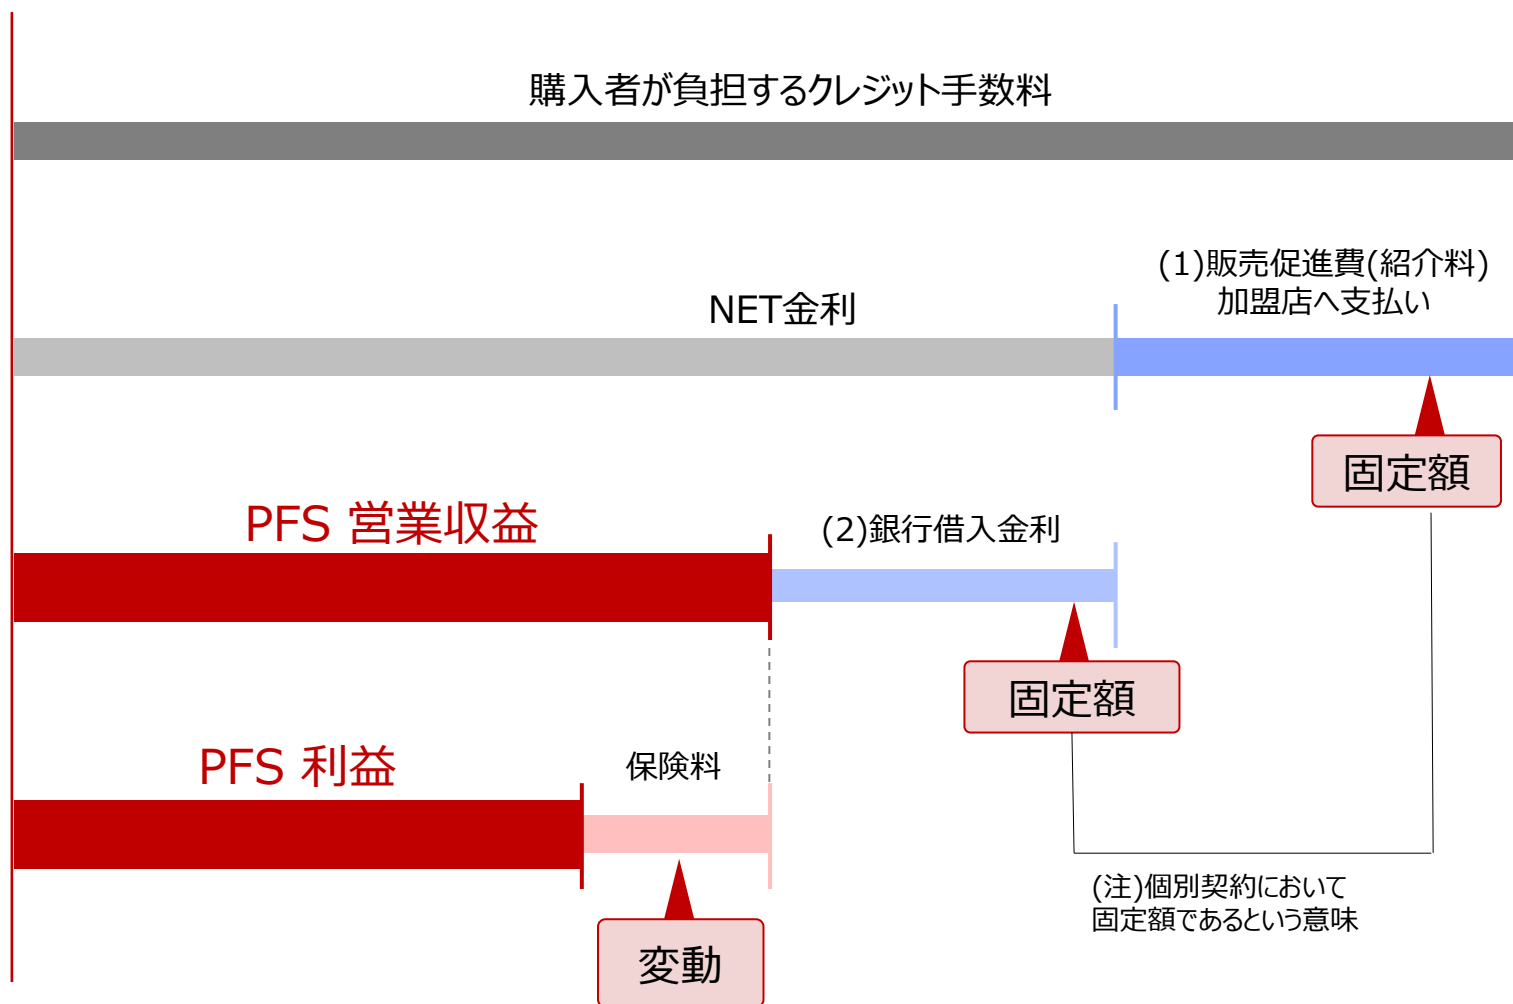 購入者が負担するクレジット手数料
(1)販売促進費(紹介料)
加盟店へ支払い
NET金利
固定額
PFS 営業収益
(2)銀行借入金利
固定額
PFS 利益
保険料
(注)個別契約において
固定額であるという意味
変動